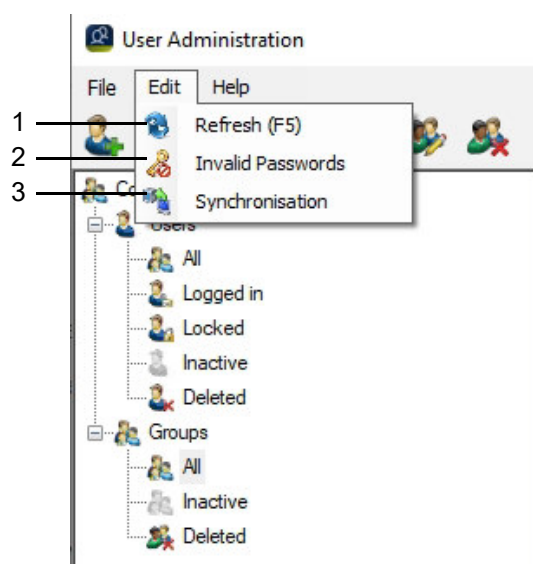 User Administration
File Edit Help
1 Refresh (F5)
2 Invalid Passwords
3 Synchronisation
Users
All
Logged in
Locked
Inactive
Deleted
Groups
All
Inactive
Deleted